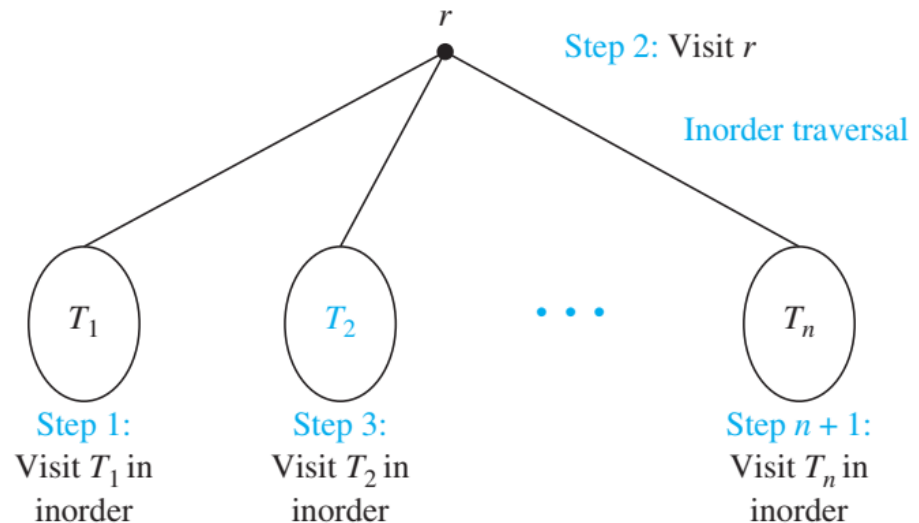 r
Step 2: Visit r
Inorder traversal
T₁
T₂
. . .
Tₙ
Step 1:
Visit T₁ in
inorder
Step 3:
Visit T₂ in
inorder
Step n + 1:
Visit Tₙ in
inorder